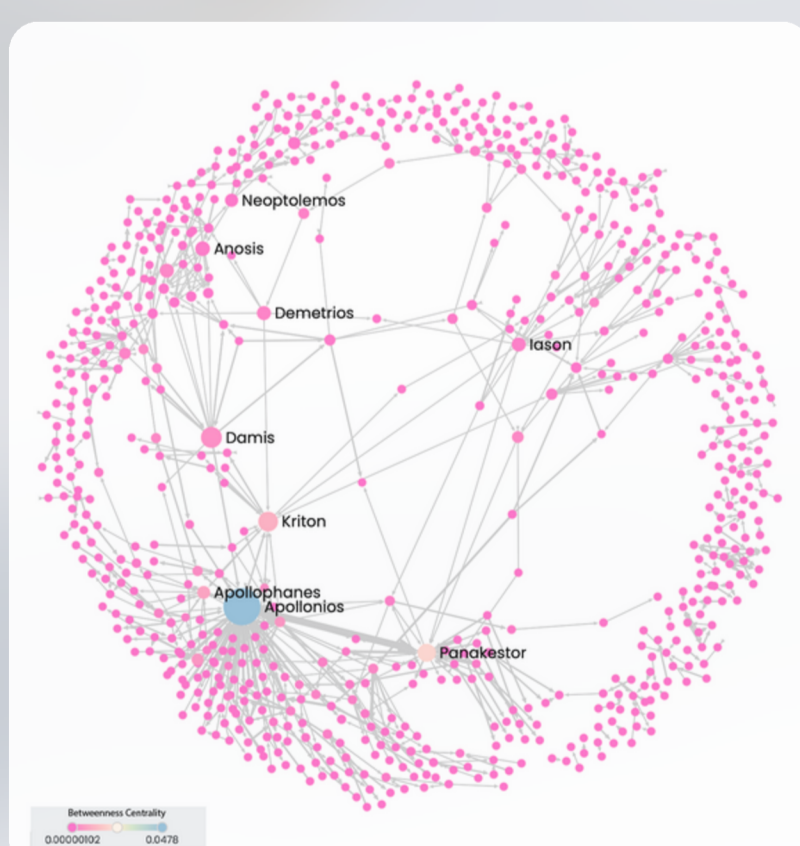 Neoptolemos
Anosis
Demetrios
Iason
Damis
Kriton
Apollophanes
Apollonios
Panakestor
Betweenness Centrality
0.00000102 0.0478